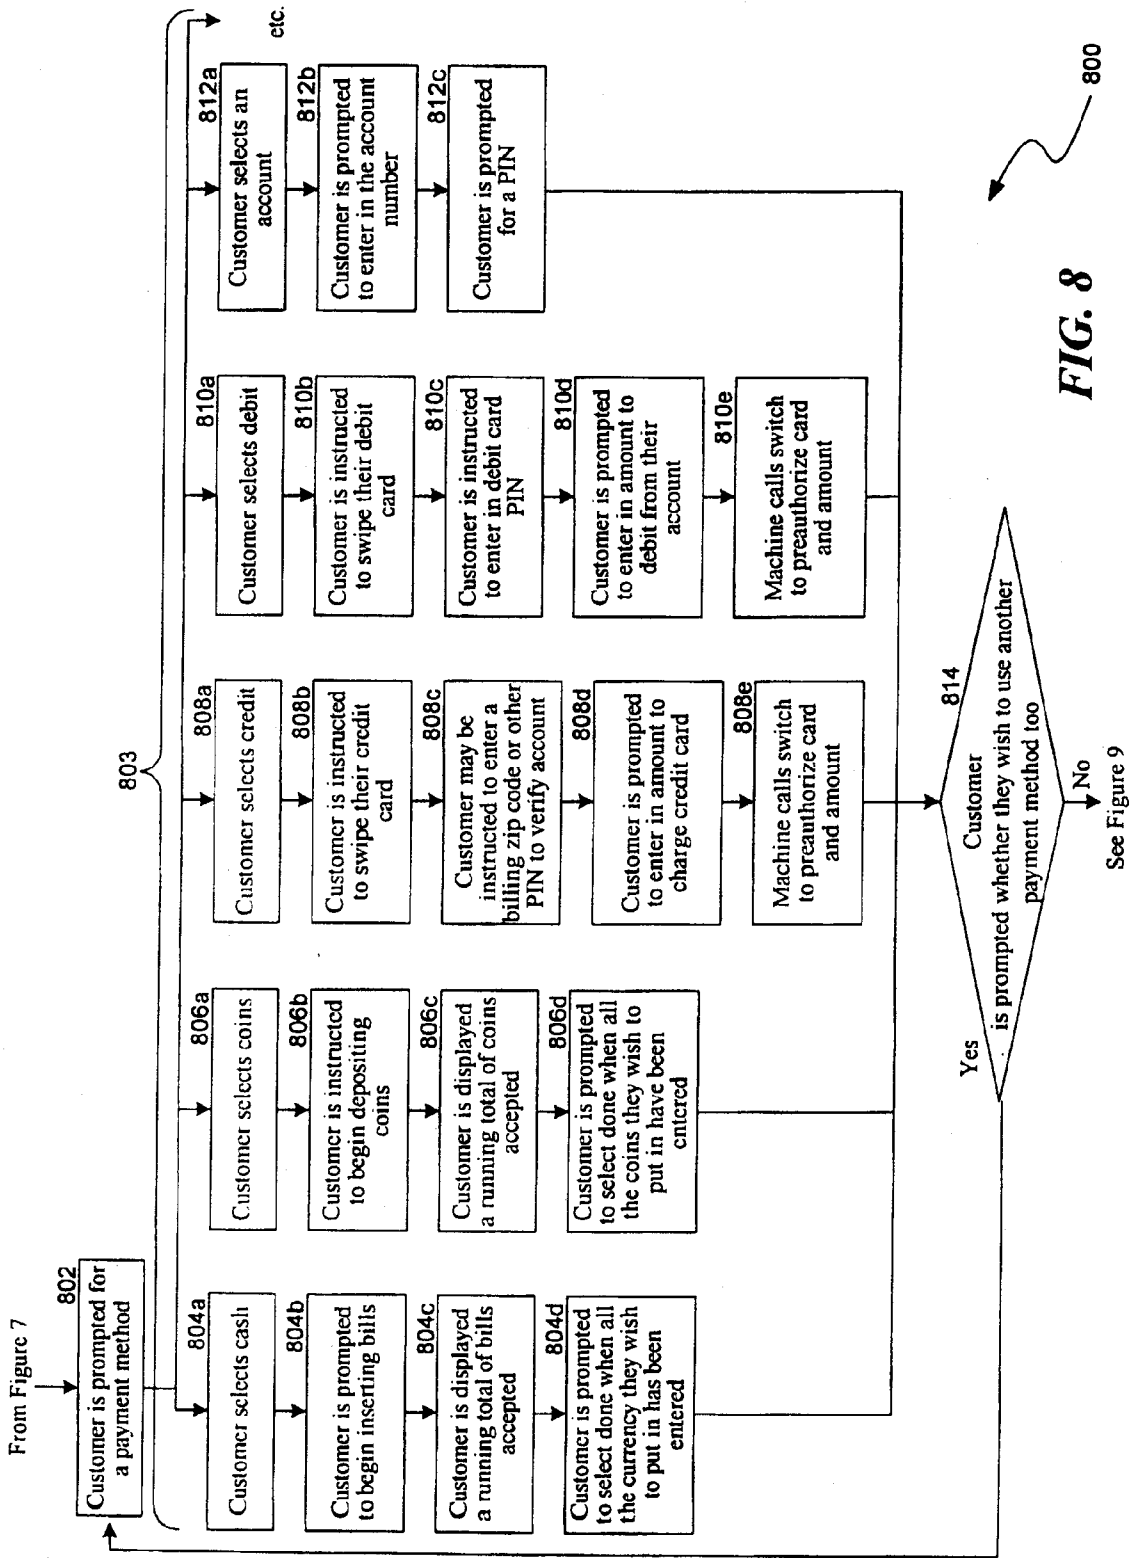 From Figure 7
802
Customer is prompted for
a payment method
803
804a
Customer selects cash
804b
Customer is prompted
to begin inserting bills
804c
Customer is displayed
a running total of bills
accepted
804d
Customer is prompted
to select done when all
the currency they wish
to put in has been
entered
806a
Customer selects coins
806b
Customer is instructed
to begin depositing
coins
806c
Customer is displayed
a running total of coins
accepted
806d
Customer is prompted
to select done when all
the coins they wish to
put in have been
entered
808a
Customer selects credit
808b
Customer is instructed
to swipe their credit
card
808c
Customer may be
instructed to enter a
billing zip code or other
PIN to verify account
808d
Customer is prompted
to enter in amount to
charge credit card
808e
Machine calls switch
to preauthorize card
and amount
810a
Customer selects debit
810b
Customer is instructed
to swipe their debit
card
810c
Customer is instructed
to enter in debit card
PIN
810d
Customer is prompted
to enter in amount to
debit from their
account
810e
Machine calls switch
to preauthorize card
and amount
812a
Customer selects an
account
812b
Customer is prompted
to enter in the account
number
812c
Customer is prompted
for a PIN
etc.
814
Customer
is prompted whether they wish to use another
payment method too
Yes
No
See Figure 9
800
FIG. 8